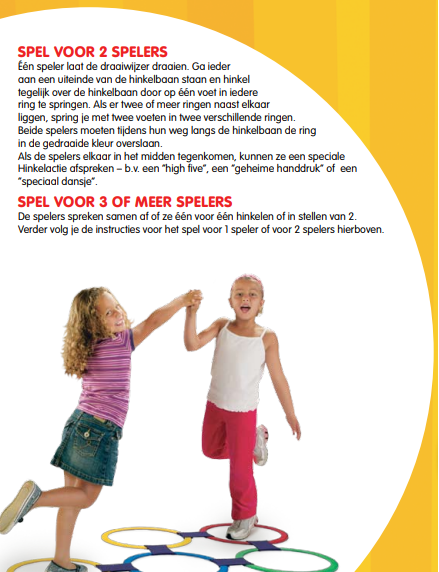 SPEL VOOR 2 SPELERS
Één speler laat de draaiwijzer draaien. Ga ieder
aan een uiteinde van de hinkelbaan staan en hinkel
tegelijk over de hinkelbaan door op één voet in iedere
ring te springen. Als er twee of meer ringen naast elkaar
liggen, spring je met twee voeten in twee verschillende ringen.
Beide spelers moeten tijdens hun weg langs de hinkelbaan de ring
in de gedraaide kleur overslaan.
Als de spelers elkaar in het midden tegenkomen, kunnen ze een speciale
Hinkelactie afspreken – b.v. een "high five", een "geheime handdruk" of een
"speciaal dansje".
SPEL VOOR 3 OF MEER SPELERS
De spelers spreken samen af of ze één voor één hinkelen of in stellen van 2.
Verder volg je de instructies voor het spel voor 1 speler of voor 2 spelers hierboven.